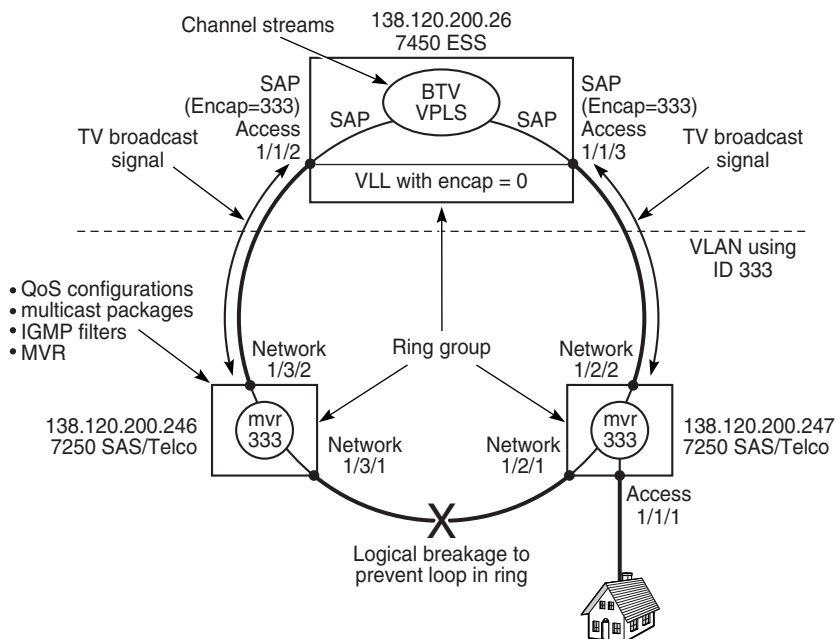 Channel streams
138.120.200.26
7450 ESS
SAP
(Encap=333)
Access
1/1/2
BTV
VPLS
SAP
SAP
SAP
(Encap=333)
Access
1/1/3
TV broadcast
signal
TV broadcast
signal
VLL with encap = 0
VLAN using
ID 333
• QoS configurations
• multicast packages
• IGMP filters
• MVR
Network
1/3/2
Ring group
Network
1/2/2
138.120.200.246
7250 SAS/Telco
mvr
333
Network
1/3/1
Network
1/2/1
mvr
333
138.120.200.247
7250 SAS/Telco
Access
1/1/1
X
Logical breakage to
prevent loop in ring